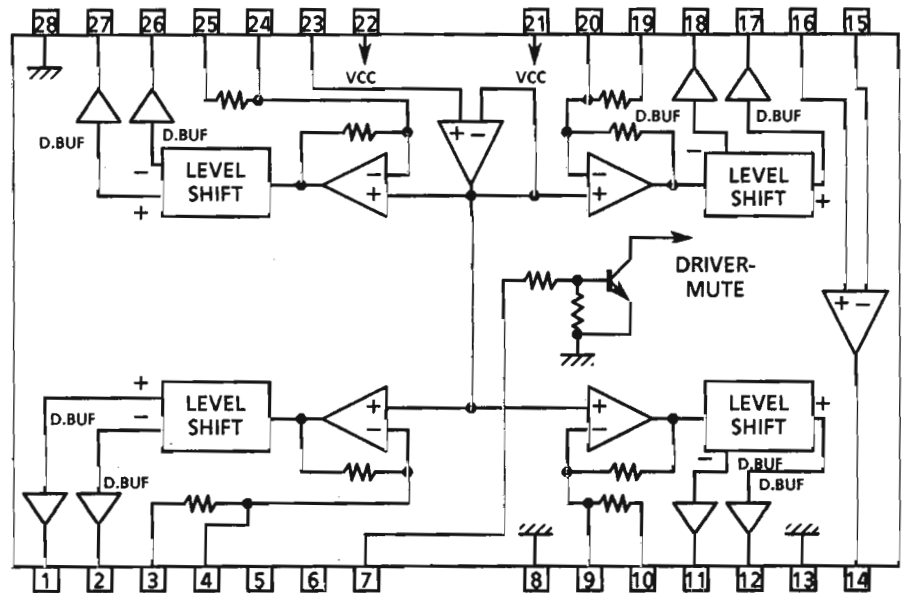 28 27 26 25 24 23 22 21 20 19 18 17 16 15
VCC VCC
D.BUF D.BUF D.BUF D.BUF
+ − − −
LEVEL SHIFT
− −
LEVEL SHIFT
+ + + +
DRIVER-
MUTE
+ −
+
LEVEL SHIFT
+ +
LEVEL SHIFT
+
D.BUF − − − − D.BUF
D.BUF D.BUF
1 2 3 4 5 6 7 8 9 10 11 12 13 14